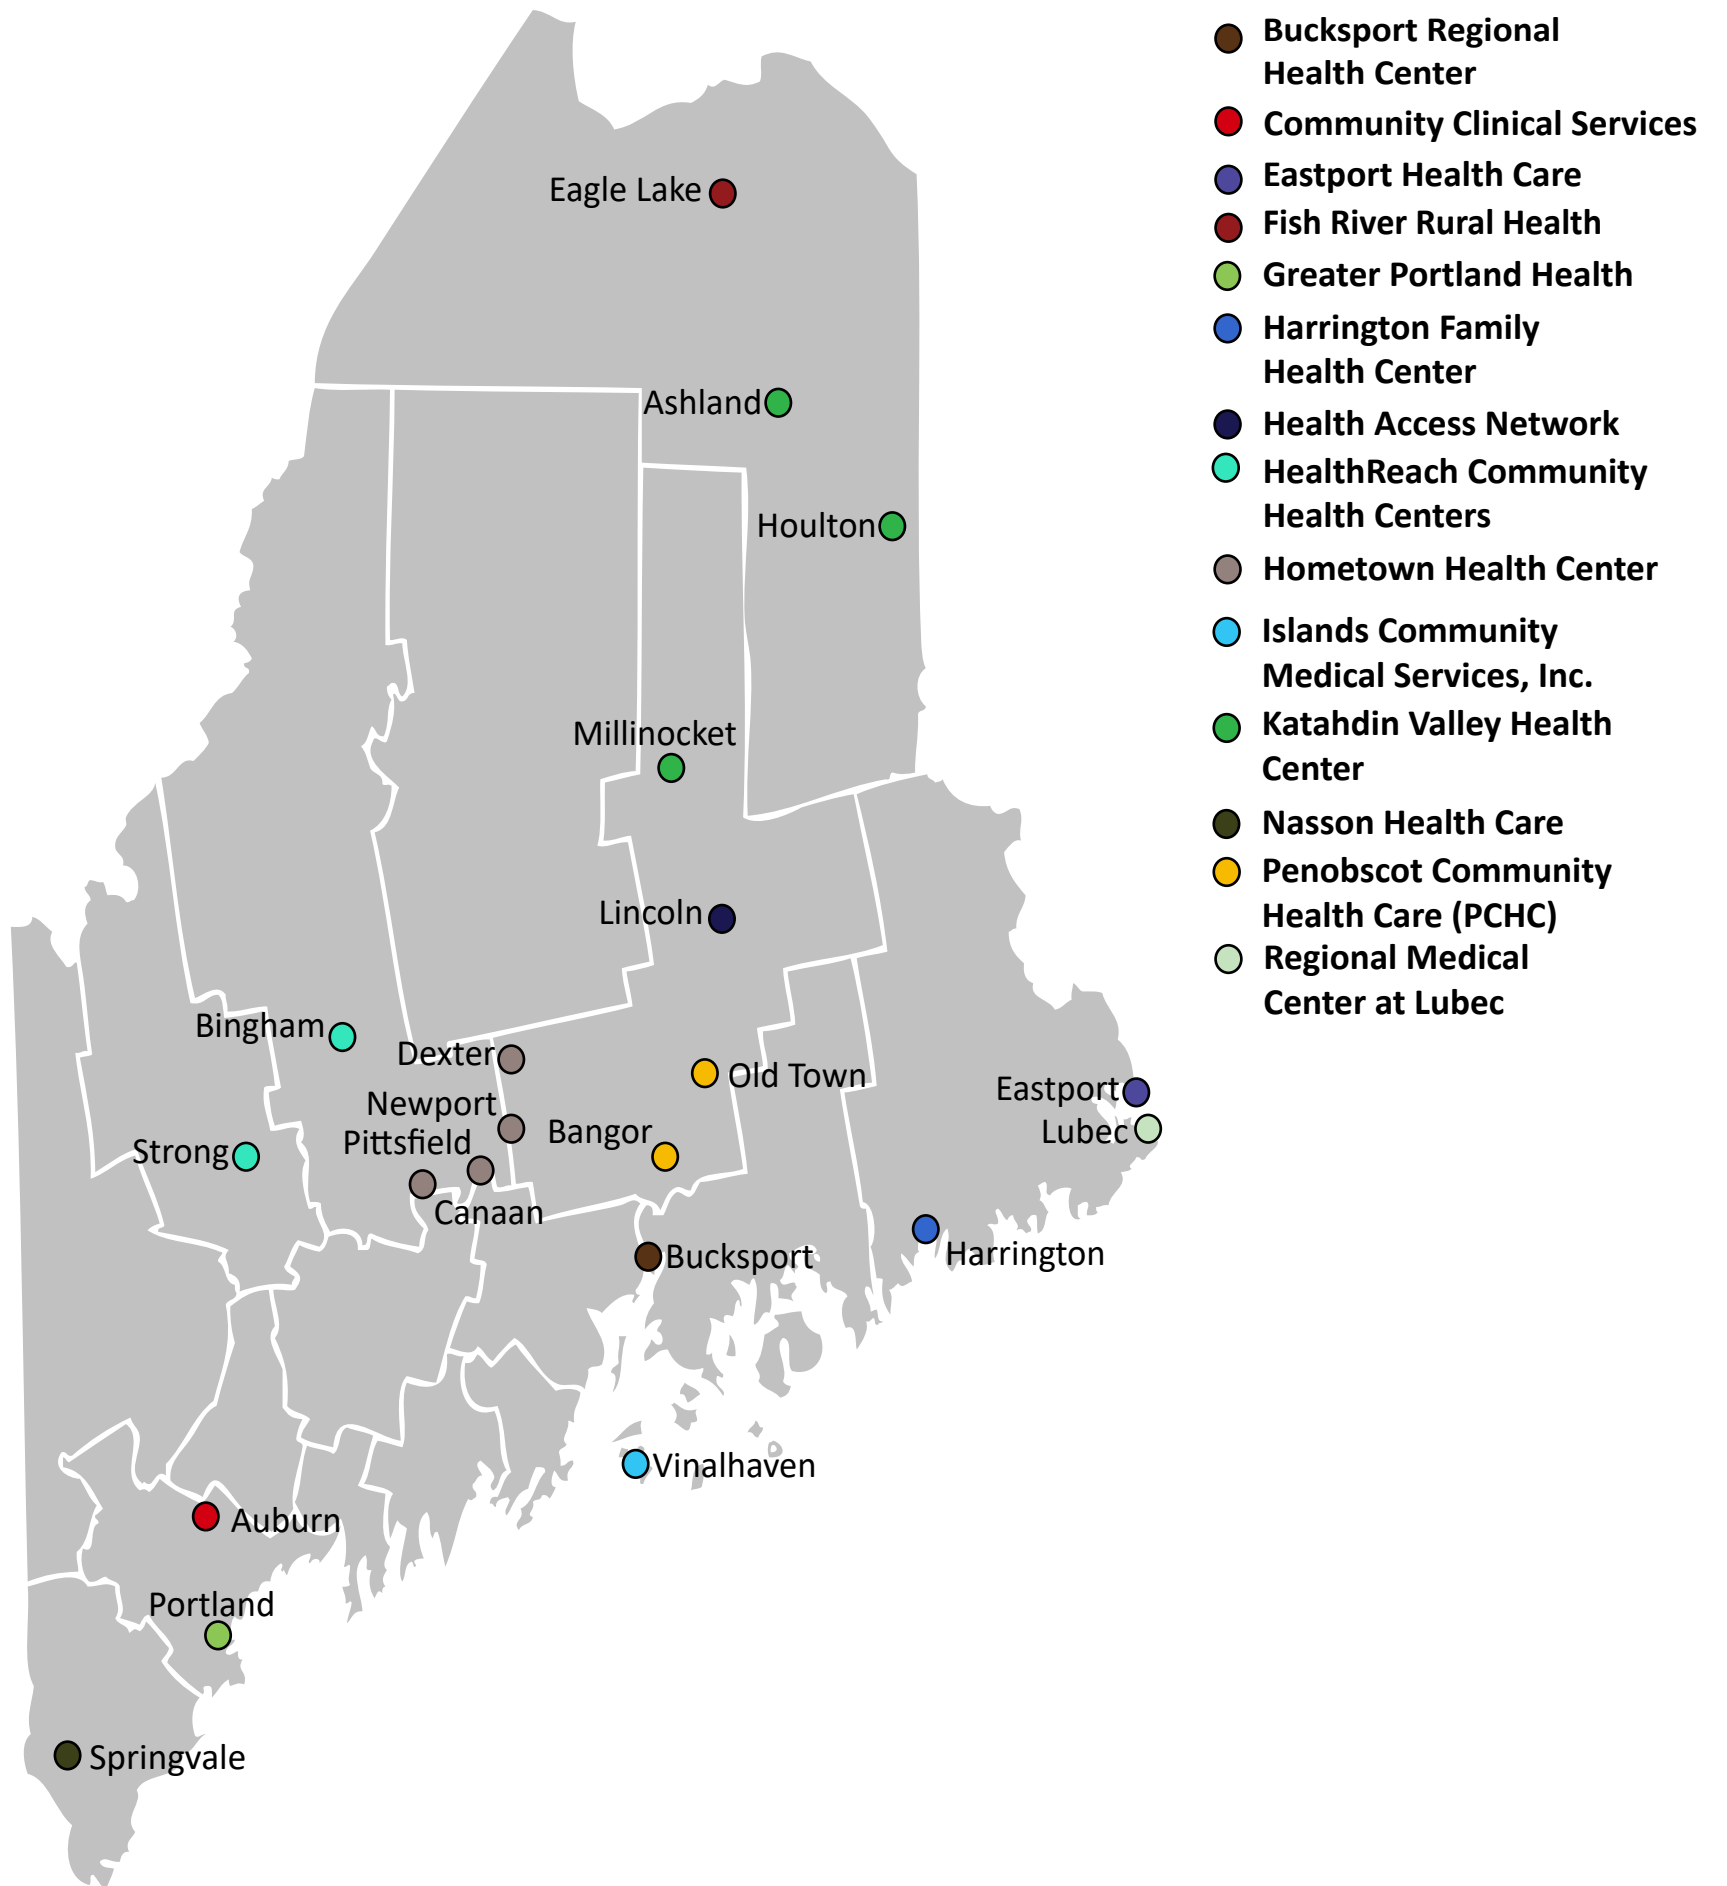 Bucksport Regional
Health Center
Community Clinical Services
Eastport Health Care
Fish River Rural Health
Greater Portland Health
Harrington Family
Health Center
Health Access Network
HealthReach Community
Health Centers
Hometown Health Center
Islands Community
Medical Services, Inc.
Katahdin Valley Health
Center
Nasson Health Care
Penobscot Community
Health Care (PCHC)
Regional Medical
Center at Lubec
Eagle Lake
Ashland
Houlton
Millinocket
Lincoln
Bingham
Dexter
Old Town
Newport
Eastport
Bangor
Lubec
Pittsfield
Strong
Canaan
Bucksport
Harrington
Vinalhaven
Auburn
Portland
Springvale